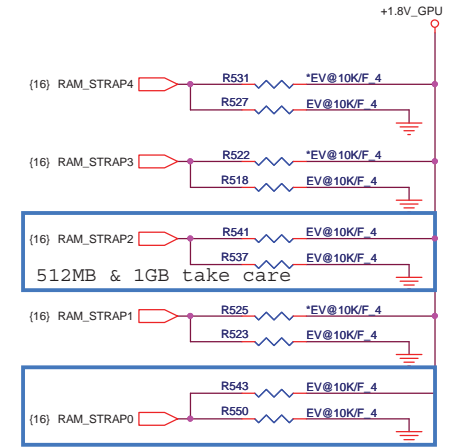 +1.8V_GPU
{16} RAM_STRAP4 R531 *EV@10K/F_4
R527 EV@10K/F_4
{16} RAM_STRAP3 R522 *EV@10K/F_4
R518 EV@10K/F_4
{16} RAM_STRAP2 R541 EV@10K/F_4
R537 EV@10K/F_4
512MB & 1GB take care
{16} RAM_STRAP1 R525 *EV@10K/F_4
R523 EV@10K/F_4
R543 EV@10K/F_4
{16} RAM_STRAP0 R550 EV@10K/F_4